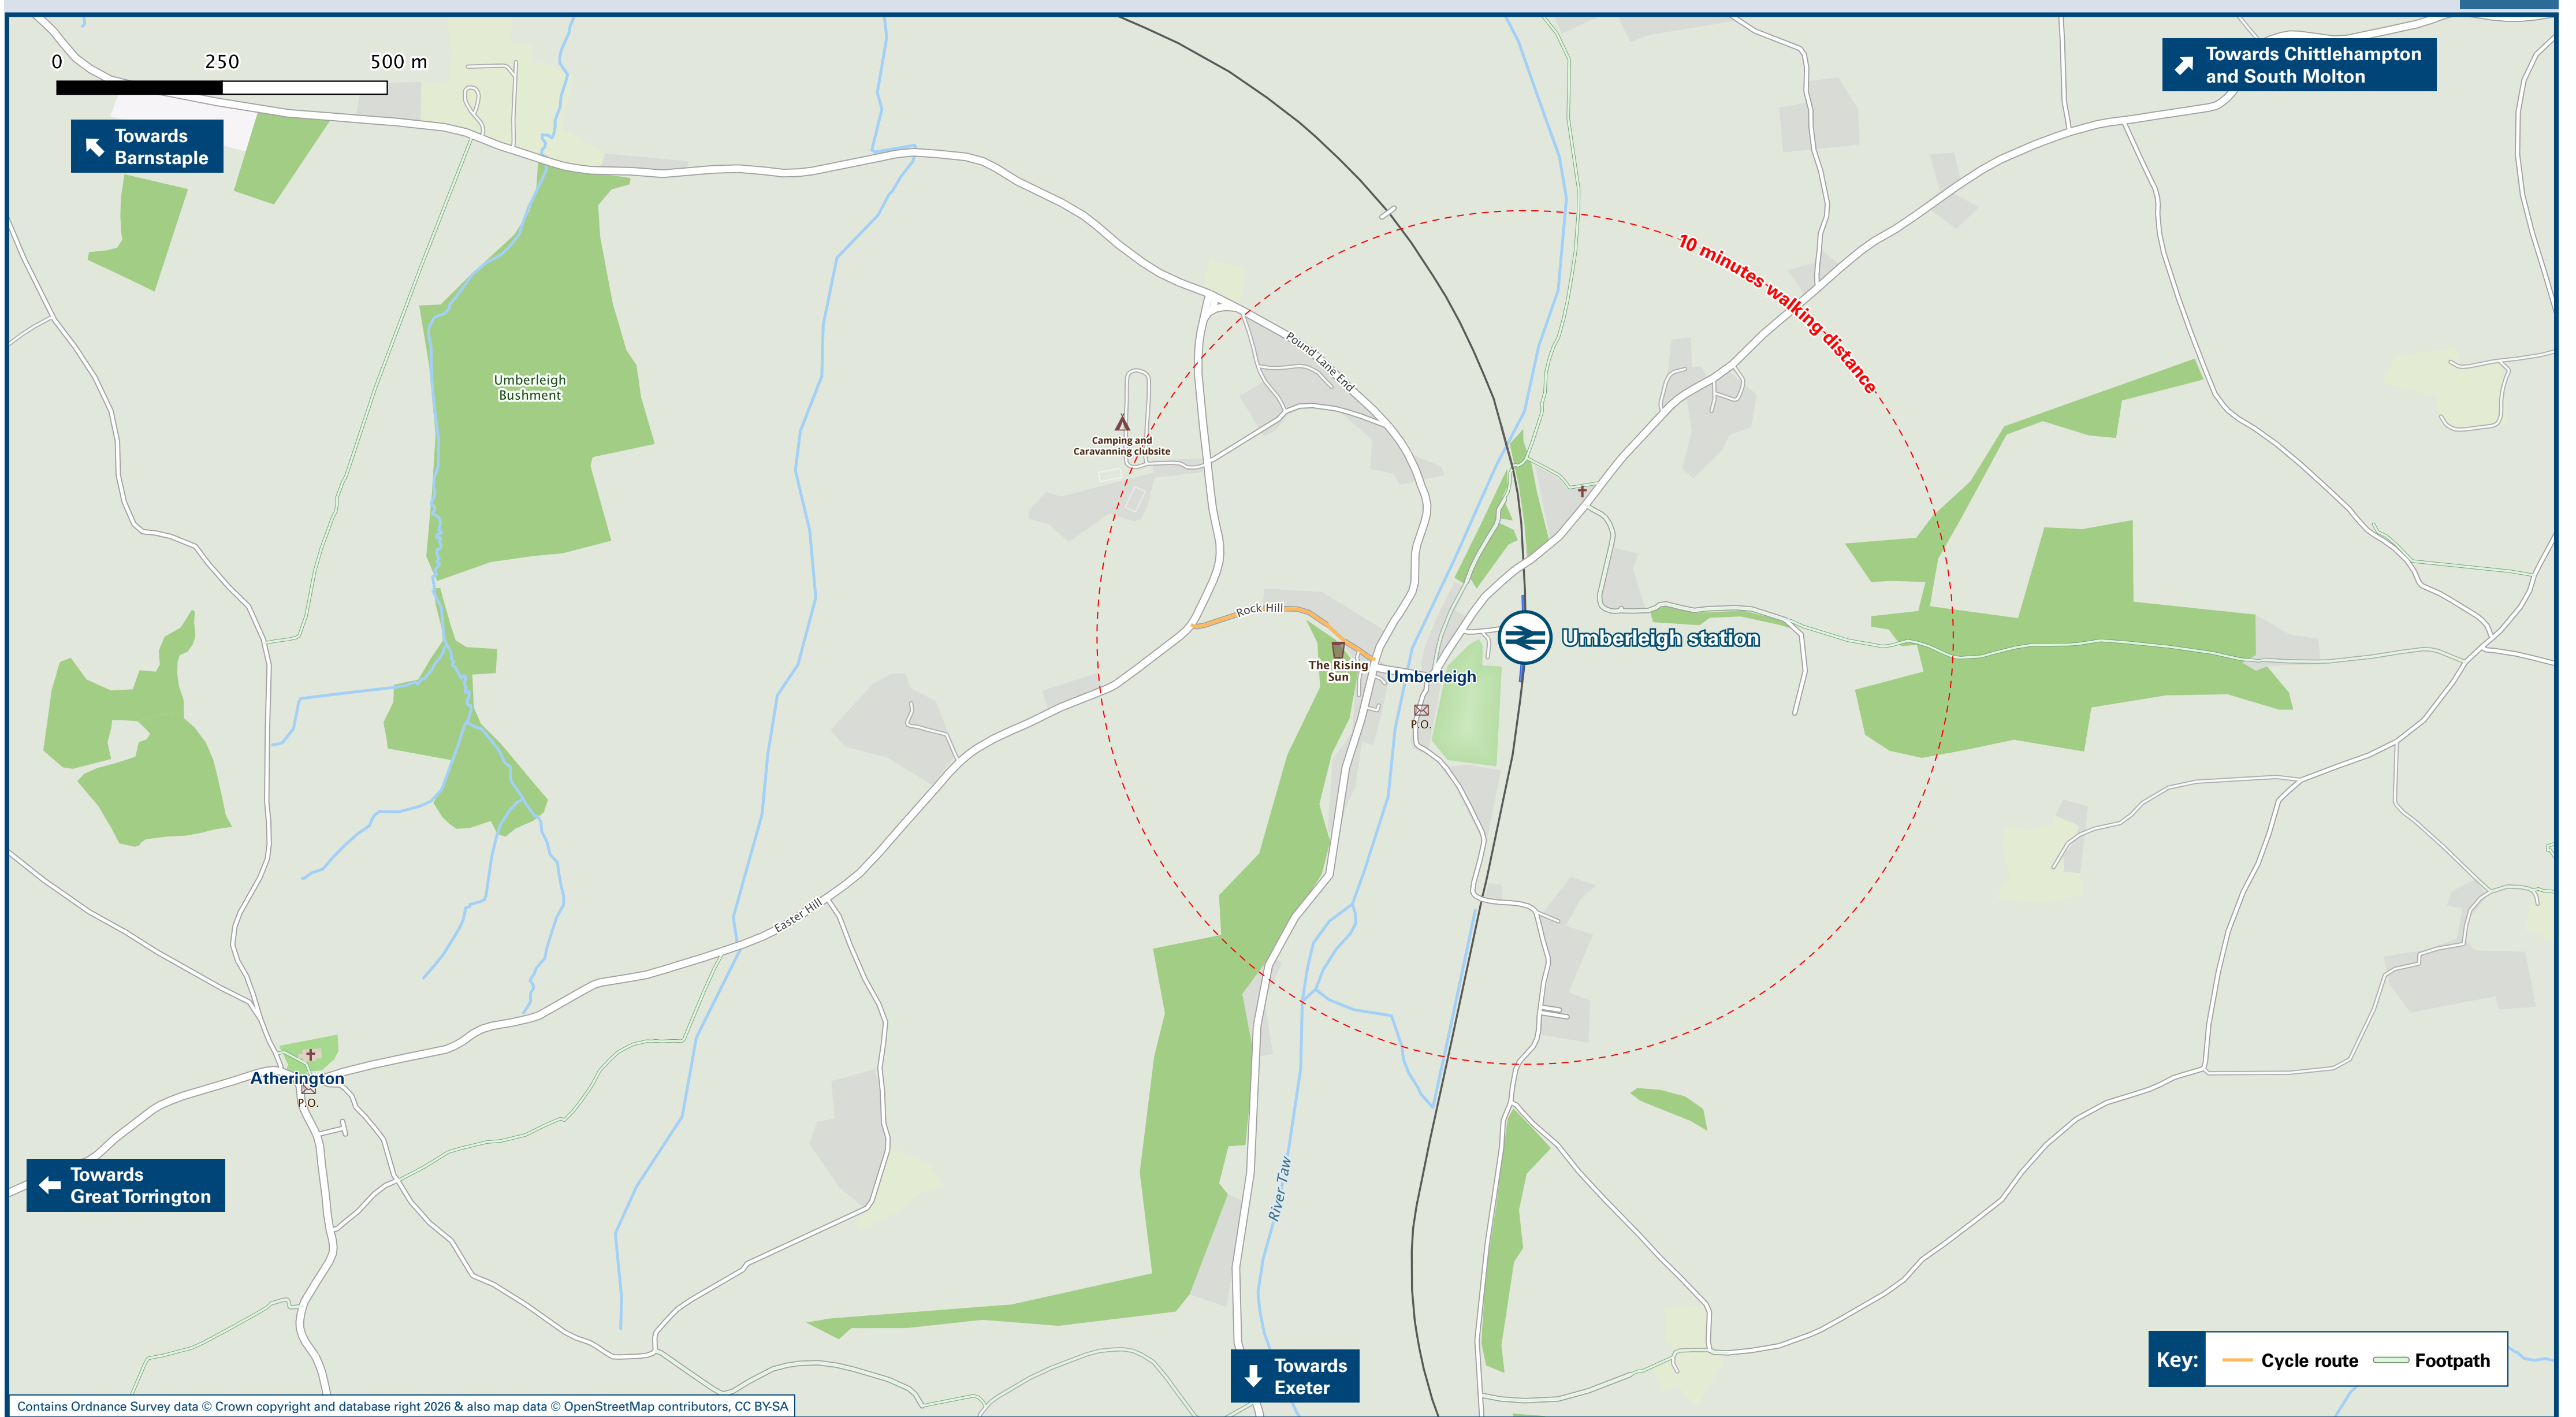 0 250 500 m
Towards
Barnstaple
Towards Chittlehampton
and South Molton
10 minutes walking distance
Pound Lane End
Umberleigh
Bushment
Camping and
Caravanning clubsite
Rock Hill
Umberleigh station
The Rising
Sun
Umberleigh
P.O.
Easter Hill
Atherington
P.O.
Towards
Great Torrington
River Taw
Towards
Exeter
Key: Cycle route Footpath
Contains Ordnance Survey data © Crown copyright and database right 2026 & also map data © OpenStreetMap contributors, CC BY-SA